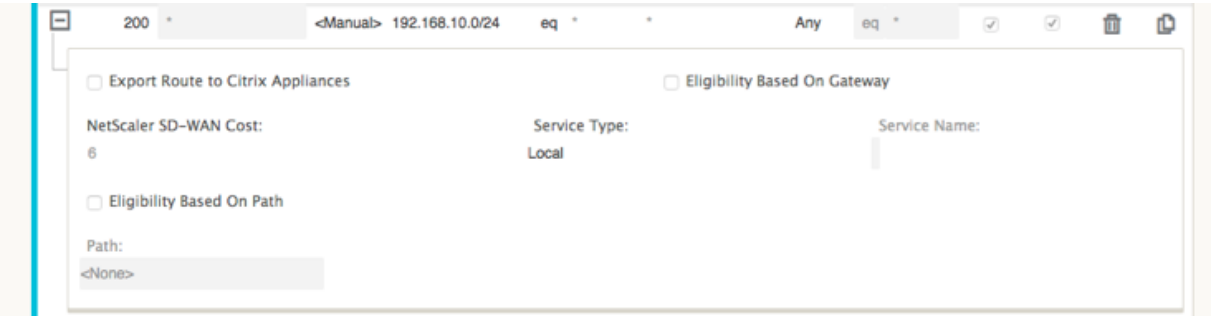 200 * <Manual> 192.168.10.0/24 eq * * Any eq *
Export Route to Citrix Appliances Eligibility Based On Gateway
NetScaler SD-WAN Cost: Service Type: Service Name:
6 Local
Eligibility Based On Path
Path:
<None>